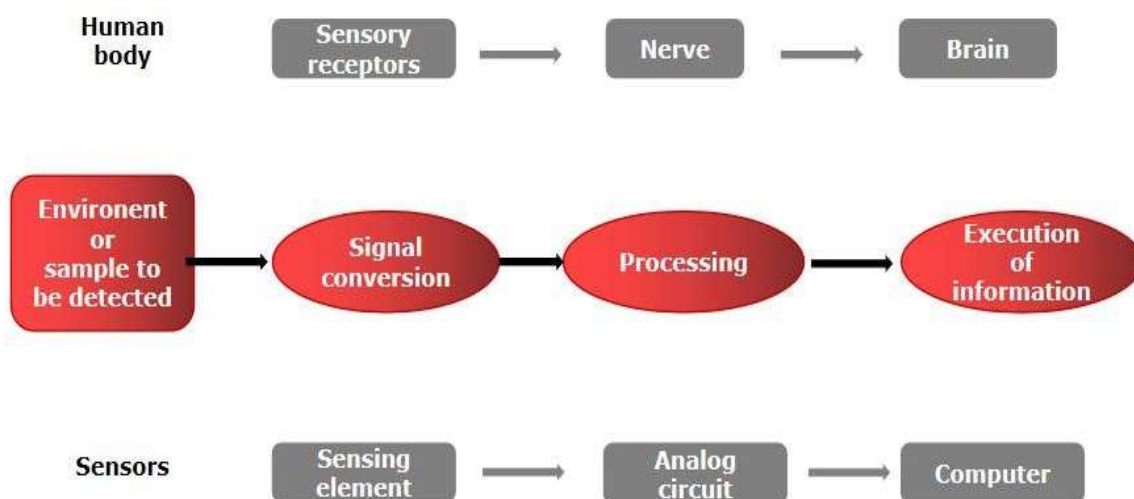 Human
body
Sensory
receptors
Nerve
Brain
Environent
or
sample to
be detected
Signal
conversion
Processing
Execution
of
information
Sensors
Sensing
element
Analog
circuit
Computer